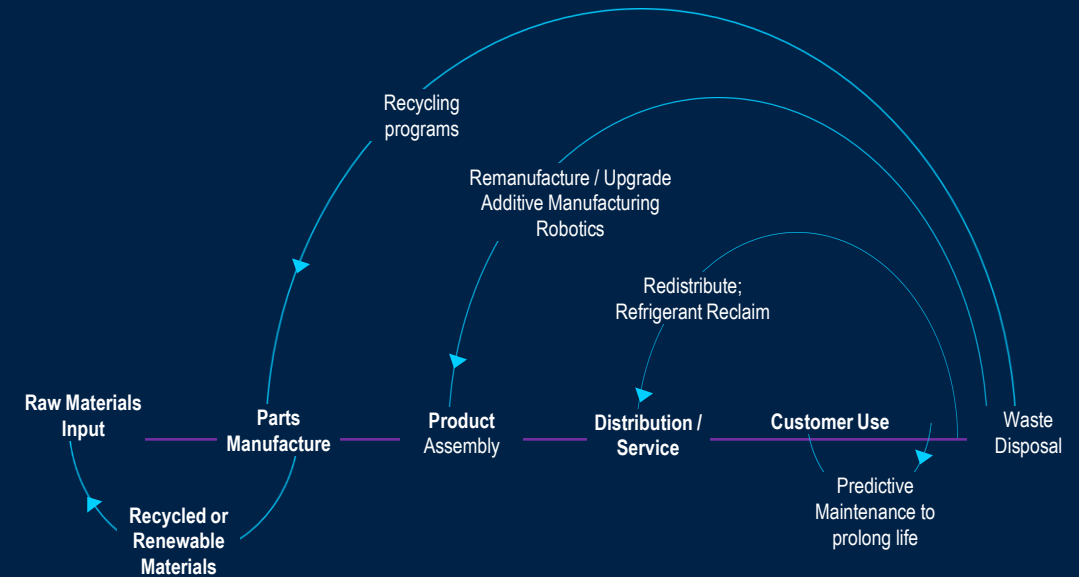 Recycling
programs
Remanufacture / Upgrade
Additive Manufacturing
Robotics
Redistribute;
Refrigerant Reclaim
Raw Materials
Input
Parts
Manufacture
Product
Assembly
Distribution /
Service
Customer Use
Waste
Disposal
Recycled or
Renewable
Materials
Predictive
Maintenance to
prolong life